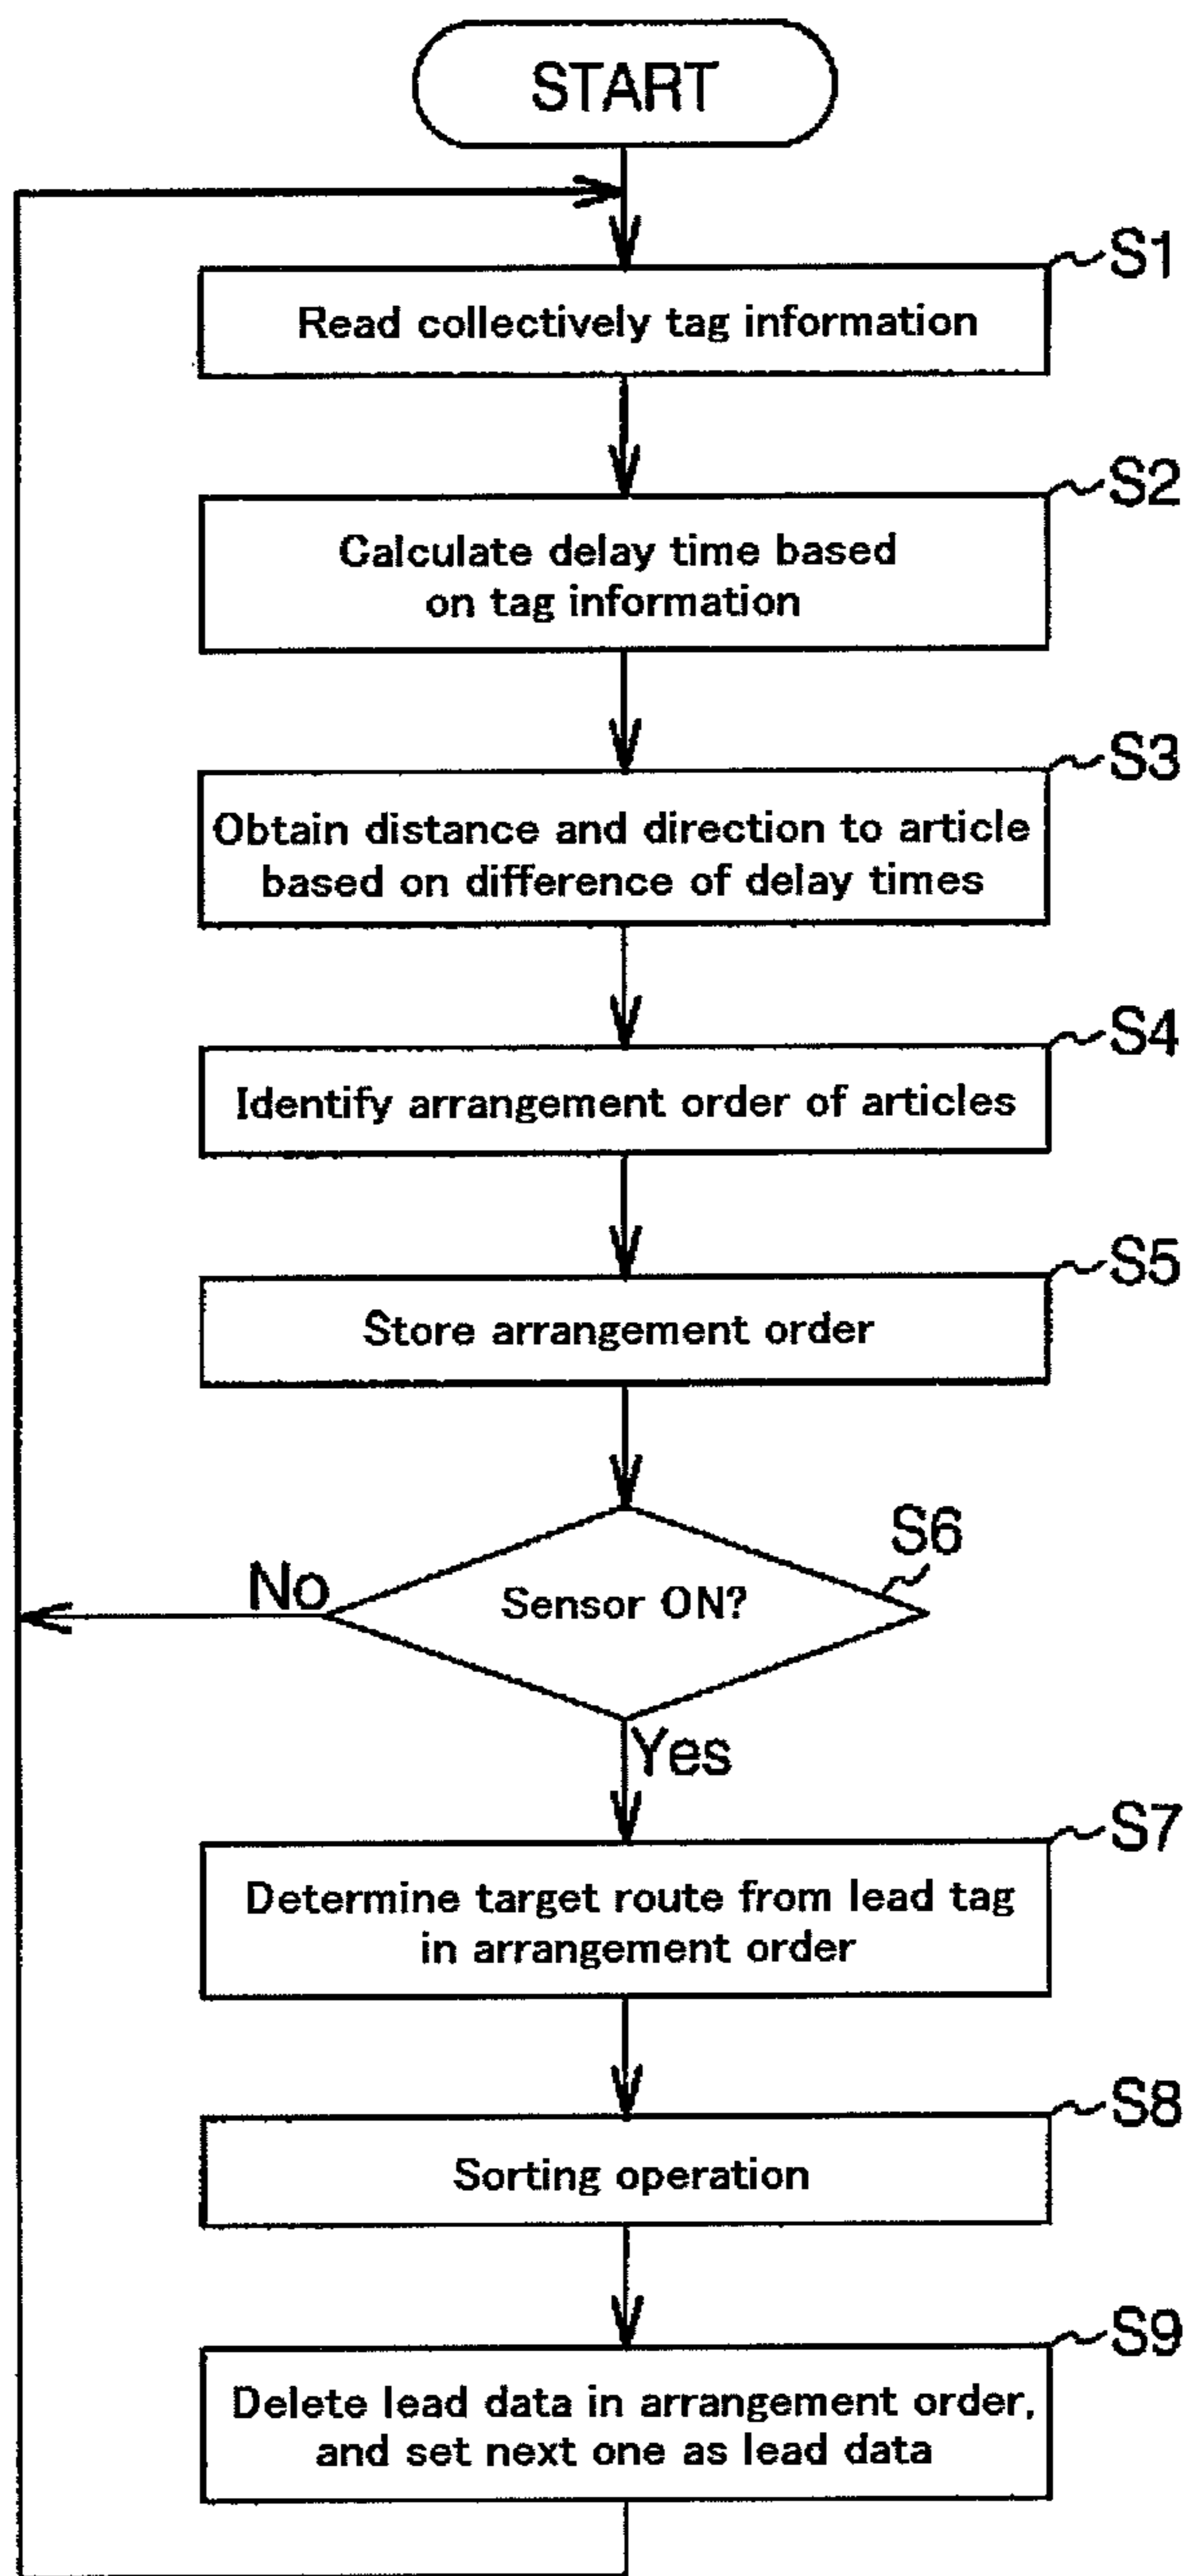 START
S1
Read collectively tag information
S2
Calculate delay time based
on tag information
S3
Obtain distance and direction to article
based on difference of delay times
S4
Identify arrangement order of articles
S5
Store arrangement order
S6
No
Sensor ON?
Yes
S7
Determine target route from lead tag
in arrangement order
S8
Sorting operation
S9
Delete lead data in arrangement order,
and set next one as lead data